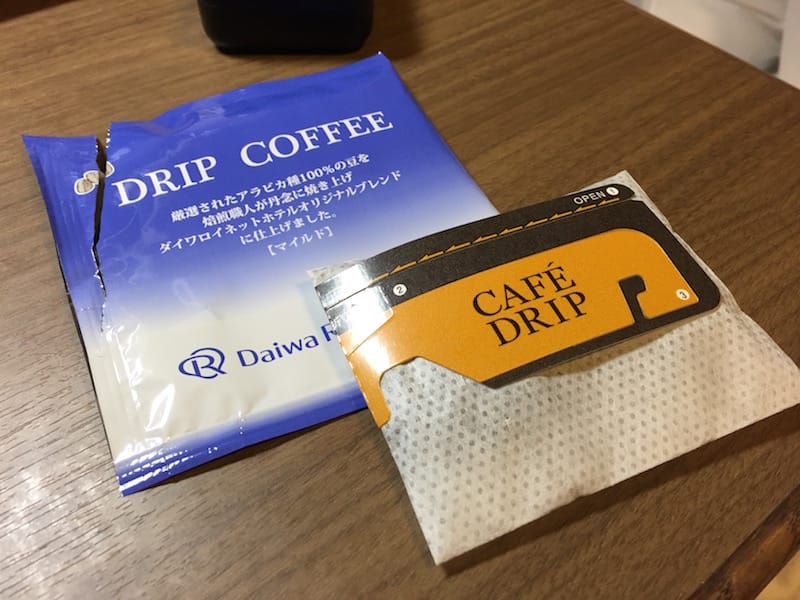 DRIP COFFEE
厳選されたアラビカ種100%の豆を
焙煎職人が丹念に焼き上げ
ダイワロイネットホテルオリジナルブレンド
に仕上げました。
【マイルド】
Daiwa R
OPEN 1
2
CAFÉ
DRIP
3